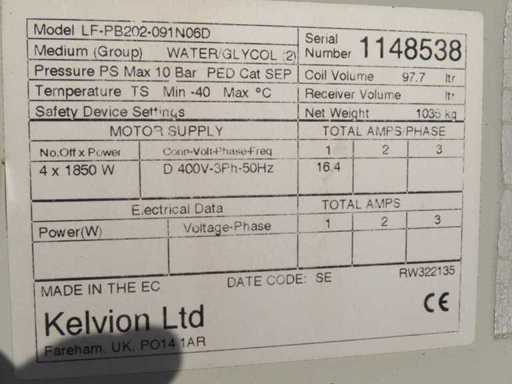 Model LF-PB202-091N06D
Serial Number 1148538
Medium (Group) WATER/GLYCOL (2)
Pressure PS Max 10 Bar PED Cat SEP
Coil Volume 97.7 ltr
Temperature TS Min -40 Max °C
Receiver Volume ltr
Safety Device Settings
Net Weight 1035 kg
MOTOR SUPPLY
TOTAL AMPS/PHASE
No.Off x Power
Conn-Volt-Phase-Freq
1 2 3
4 x 1850 W
D 400V-3Ph-50Hz
16.4
Electrical Data
TOTAL AMPS
Power(W)
Voltage-Phase
1 2 3
MADE IN THE EC
DATE CODE: SE
RW322135
Kelvion Ltd
CE
Fareham. UK. PO14 1AR